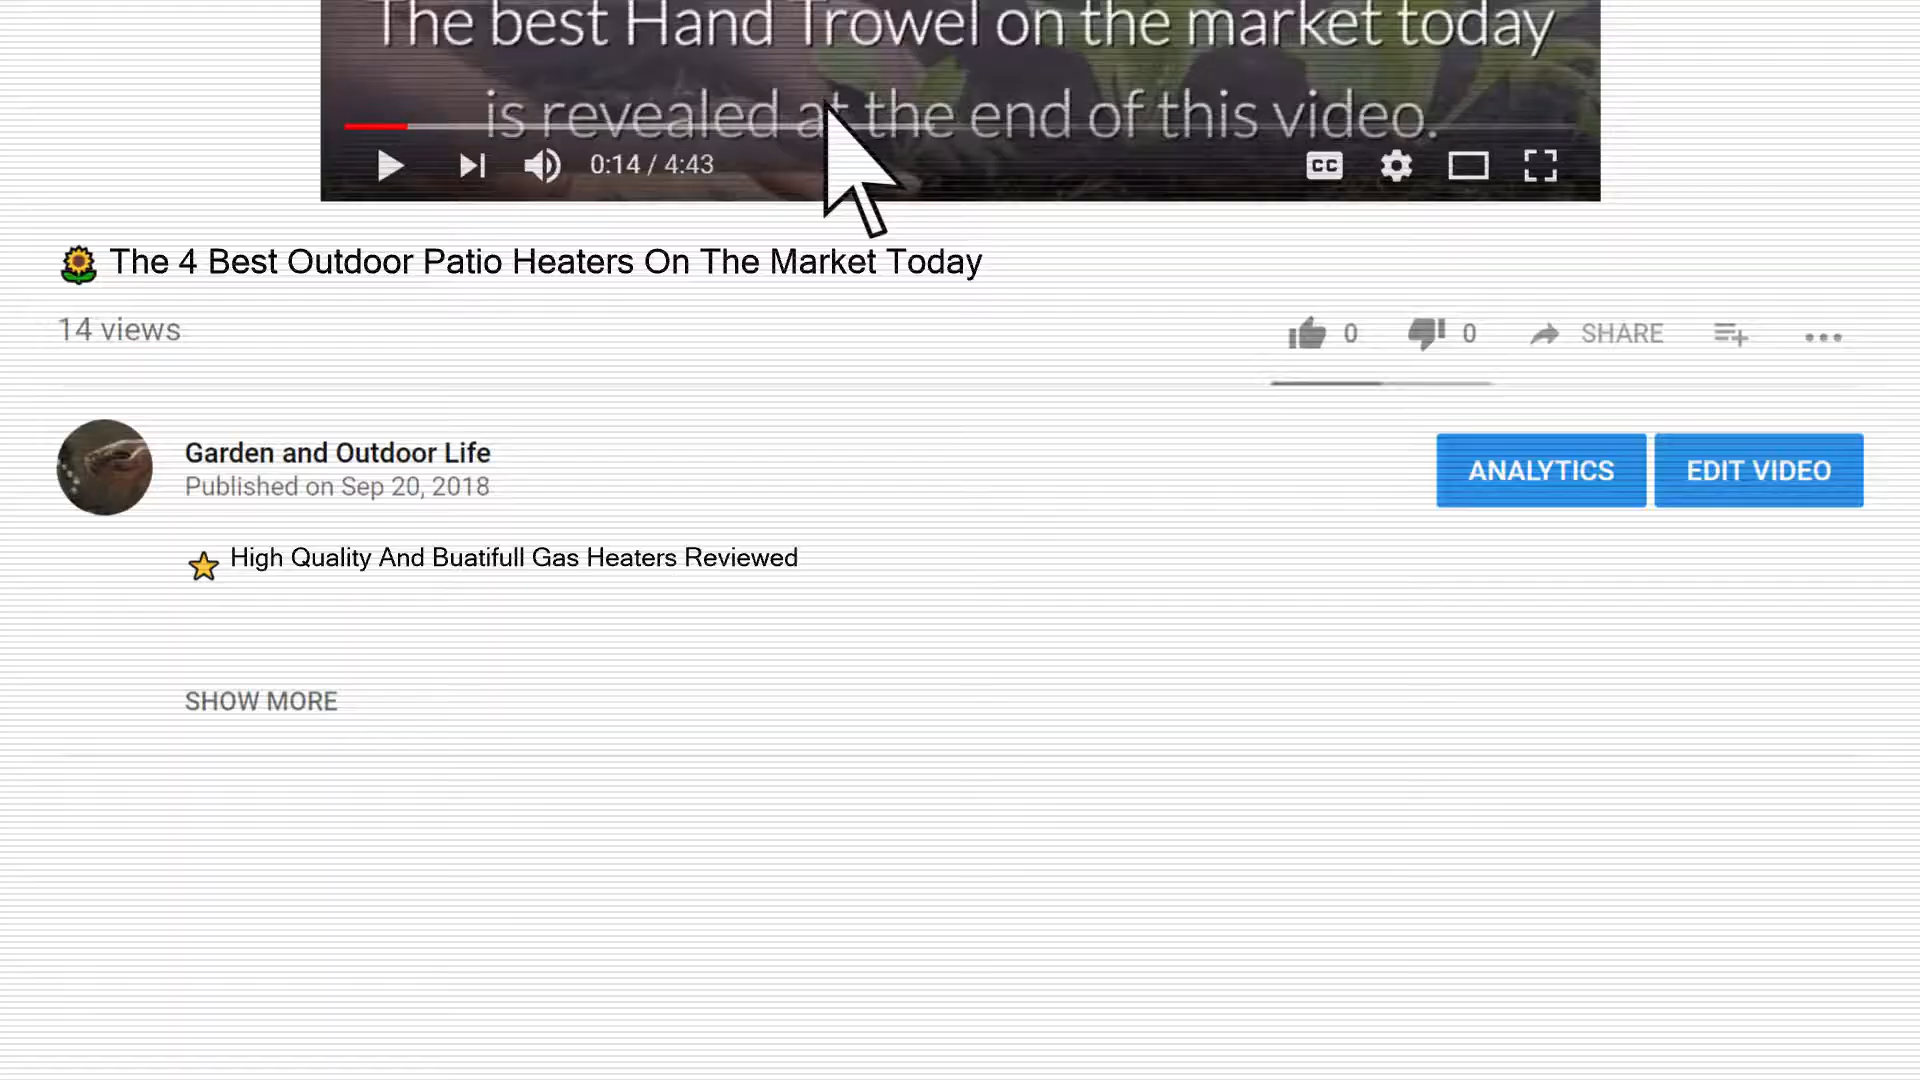 The best Hand Trowel on the market today
is revealed at the end of this video.
0:14 / 4:43
CC
The 4 Best Outdoor Patio Heaters On The Market Today
14 views
0 0 SHARE
Garden and Outdoor Life
Published on Sep 20, 2018
ANALYTICS EDIT VIDEO
High Quality And Buatifull Gas Heaters Reviewed
SHOW MORE